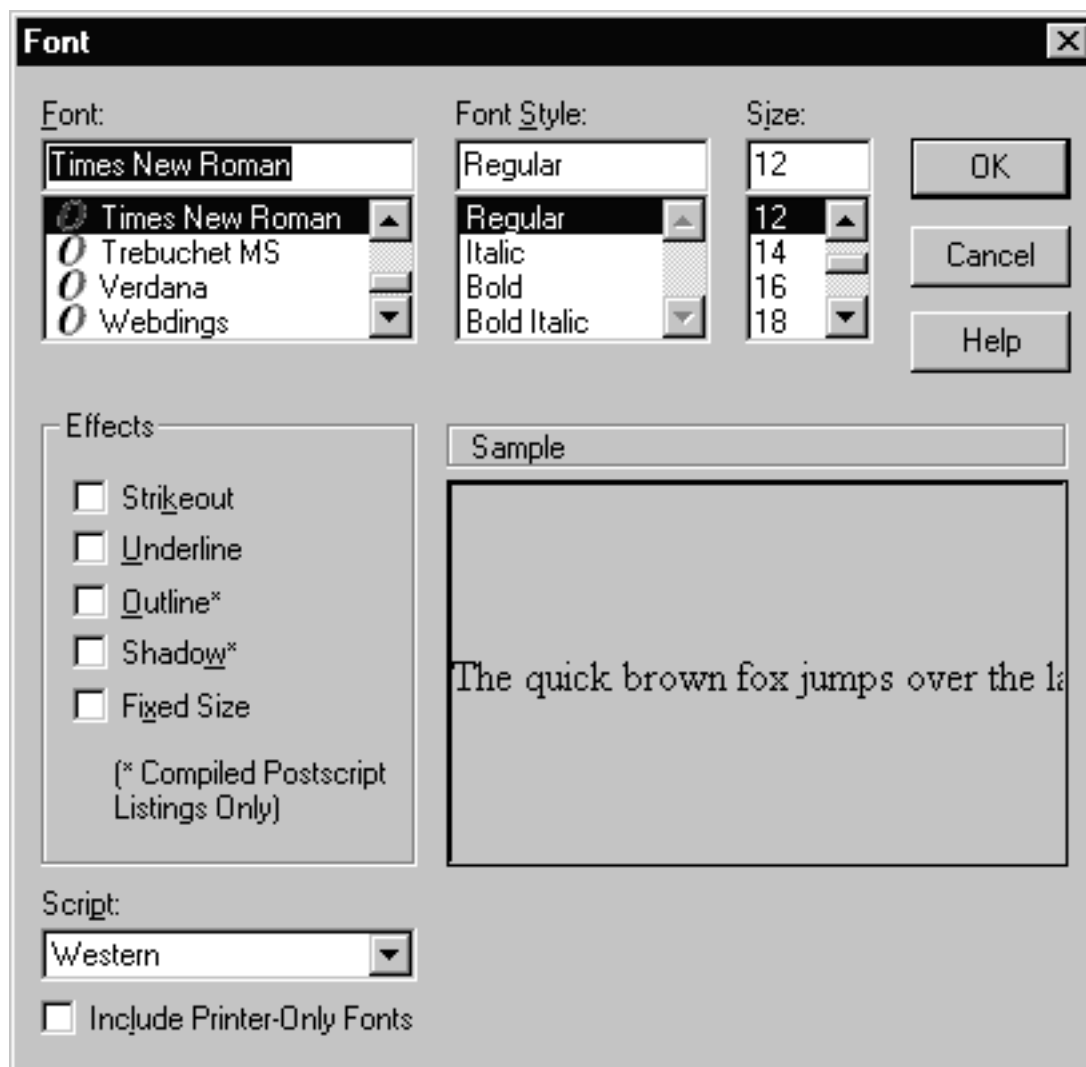 Font
Font: Font Style: Size:
Times New Roman Regular 12 OK
Times New Roman Regular 12
Trebuchet MS Italic 14 Cancel
Verdana Bold 16
Webdings Bold Italic 18 Help
Effects
Sample
Strikeout
Underline
Outline*
Shadow*
The quick brown fox jumps over the la
Fixed Size
(* Compiled Postscript
Listings Only)
Script:
Western
Include Printer-Only Fonts